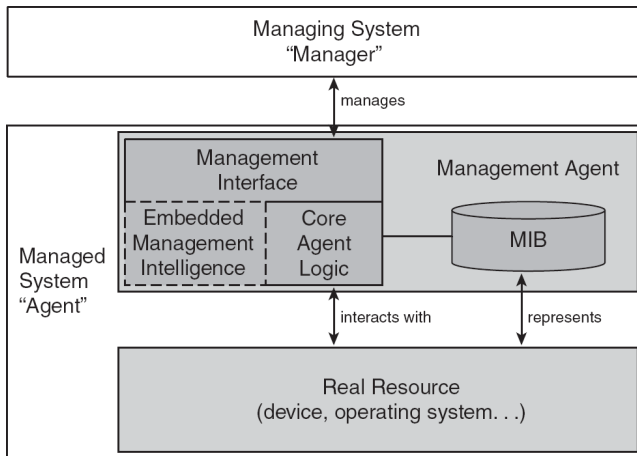 Managing System
“Manager”
manages
Management
Interface
Management Agent
Embedded
Management
Intelligence
Core
Agent
Logic
MIB
Managed
System
“Agent”
interacts with
represents
Real Resource
(device, operating system. . .)